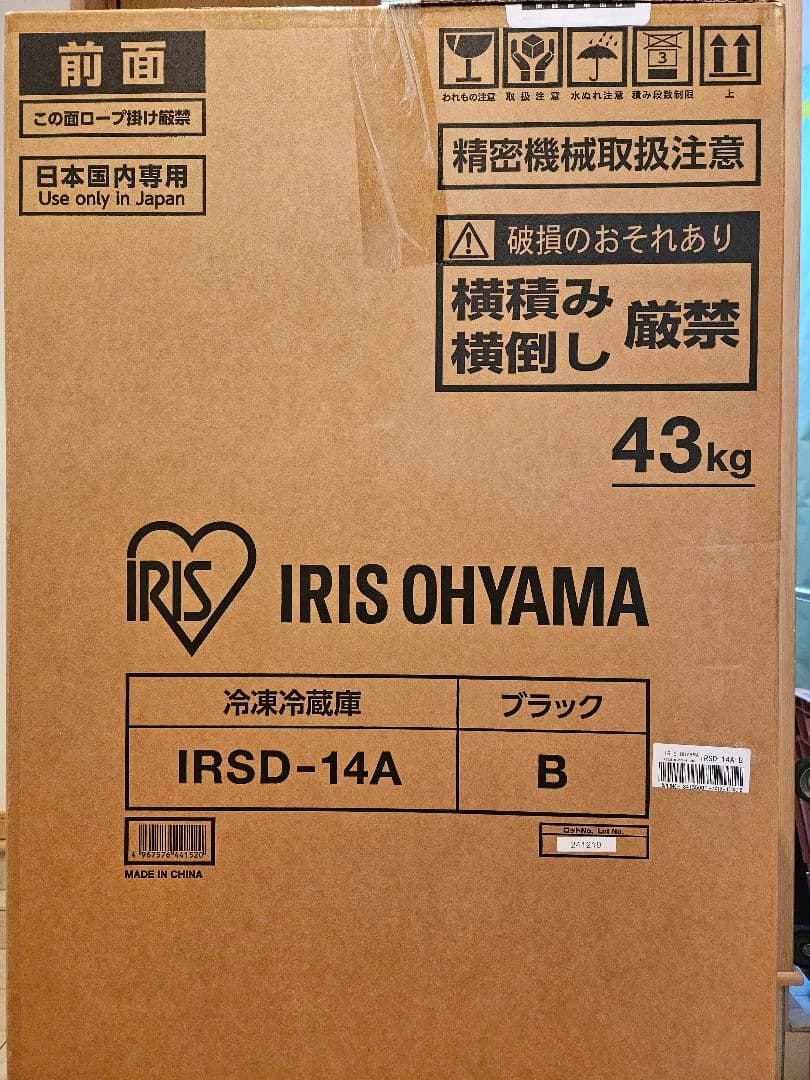 前面
この面ロープ掛け厳禁
日本国内専用
Use only in Japan
3
われもの注意 取扱注意 水ぬれ注意 積み段数制限 上
精密機械取扱注意
破損のおそれあり
横積み
横倒し
厳禁
43kg
IRIS
IRIS OHYAMA
冷凍冷蔵庫 ブラック
IRSD-14A B
IRIS OHYAMA
IRSD-14A-B
4 967576 441520
MADE IN CHINA
ロットNo. Lot No.
241219